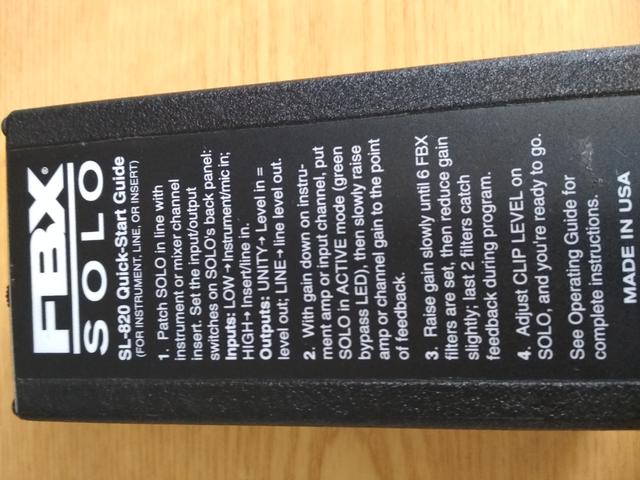 FBX®
SOLO
SL-820 Quick-Start Guide
(FOR INSTRUMENT, LINE, OR INSERT)
1. Patch SOLO in line with
instrument or mixer channel
insert. Set the input/output
switches on SOLO's back panel:
Inputs: LOW→Instrument/mic in;
HIGH→Insert/line in.
Outputs: UNITY→Level in =
level out; LINE→line level out.
2. With gain down on instru-
ment amp or input channel, put
SOLO in ACTIVE mode (green
bypass LED), then slowly raise
amp or channel gain to the point
of feedback.
3. Raise gain slowly until 6 FBX
filters are set, then reduce gain
slightly; last 2 filters catch
feedback during program.
4. Adjust CLIP LEVEL on
SOLO, and you're ready to go.
See Operating Guide for
complete instructions.
MADE IN USA